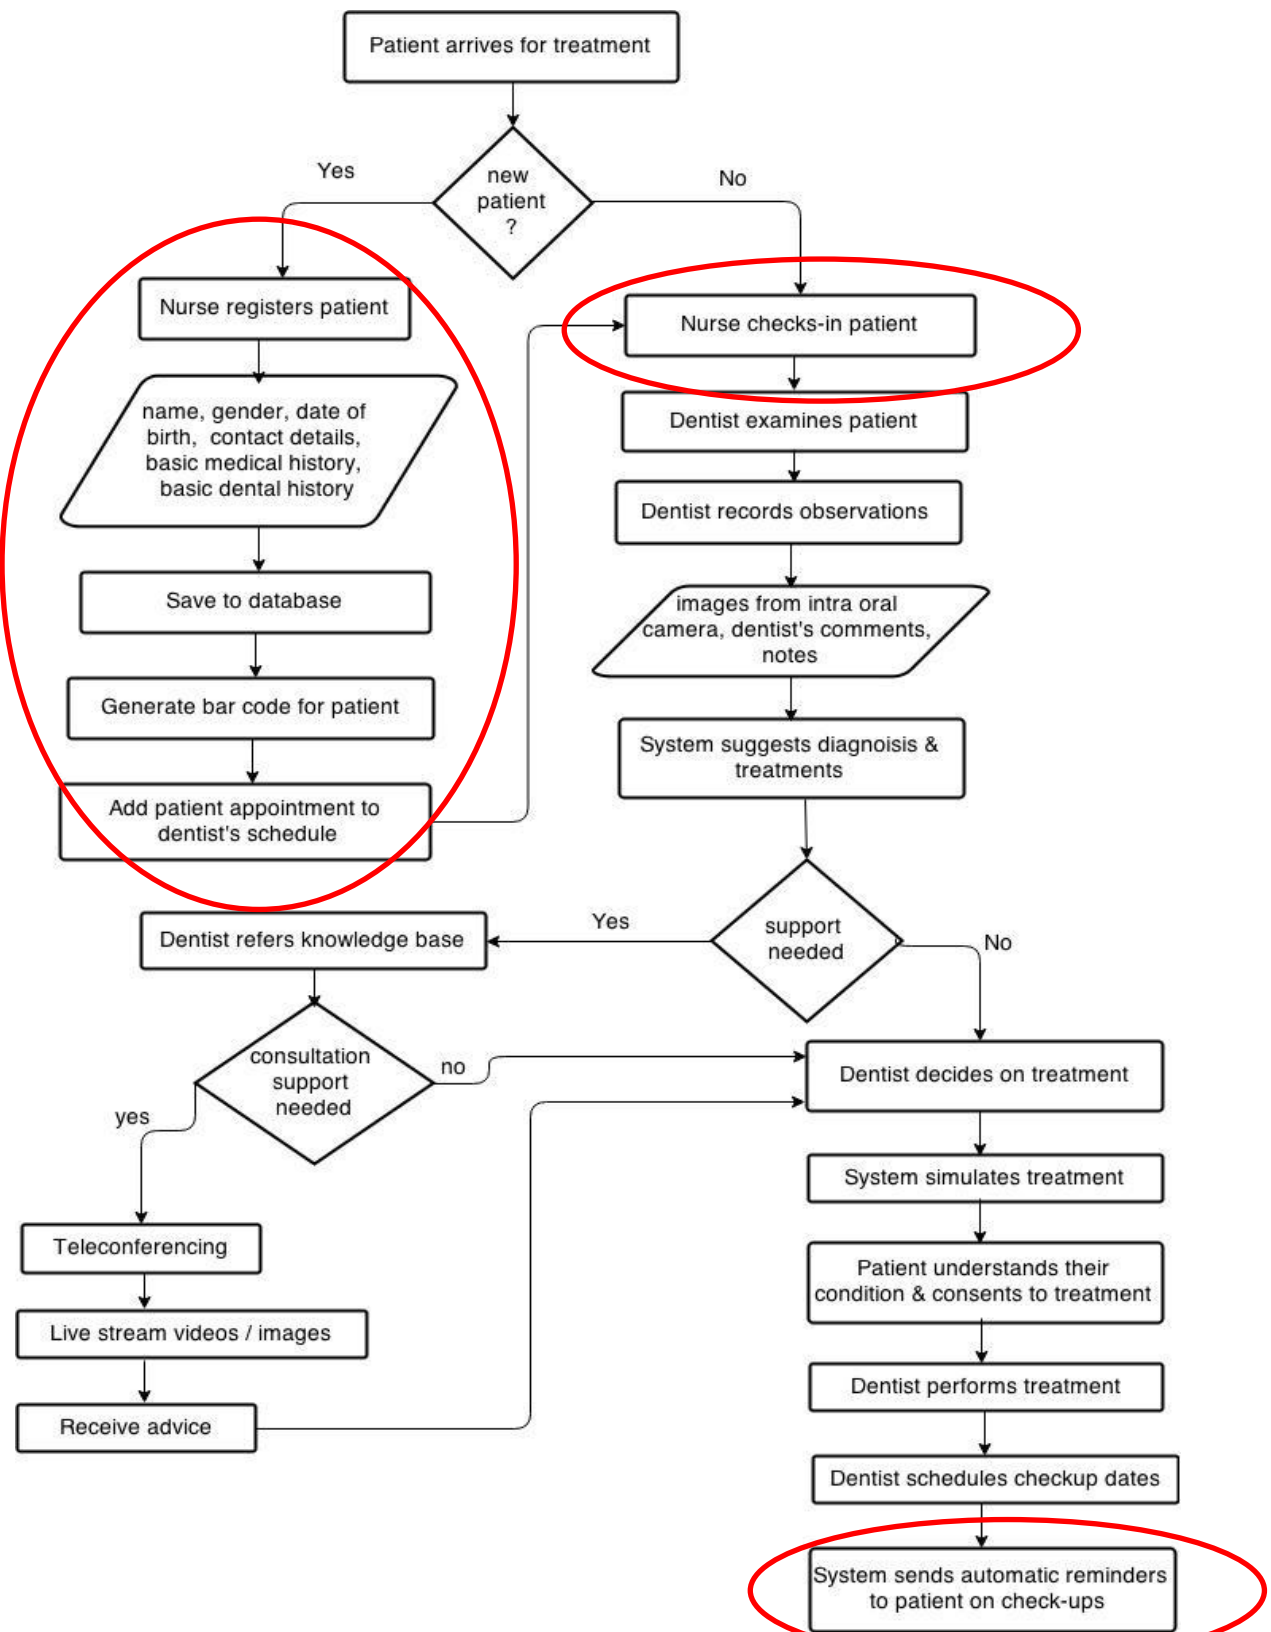 Patient arrives for treatment
new
patient
?
Yes
No
Nurse registers patient
name, gender, date of
birth, contact details,
basic medical history,
basic dental history
Save to database
Generate bar code for patient
Add patient appointment to
dentist's schedule
Nurse checks-in patient
Dentist examines patient
Dentist records observations
images from intra oral
camera, dentist's comments,
notes
System suggests diagnoisis &
treatments
support
needed
Yes
No
Dentist refers knowledge base
consultation
support
needed
no
yes
Teleconferencing
Live stream videos / images
Receive advice
Dentist decides on treatment
System simulates treatment
Patient understands their
condition & consents to treatment
Dentist performs treatment
Dentist schedules checkup dates
System sends automatic reminders
to patient on check-ups